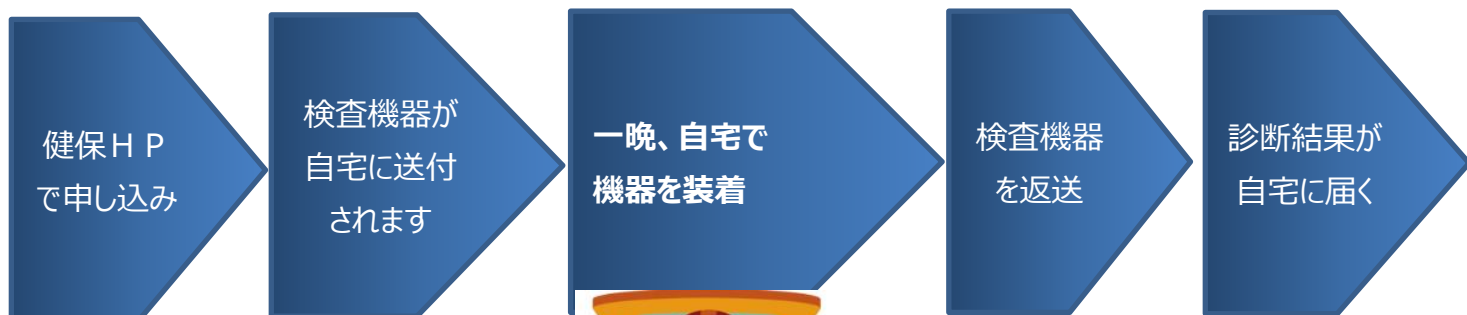 健保ＨＰ
で申し込み
検査機器が
自宅に送付
されます
一晩、自宅で
機器を装着
検査機器
を返送
診断結果が
自宅に届く